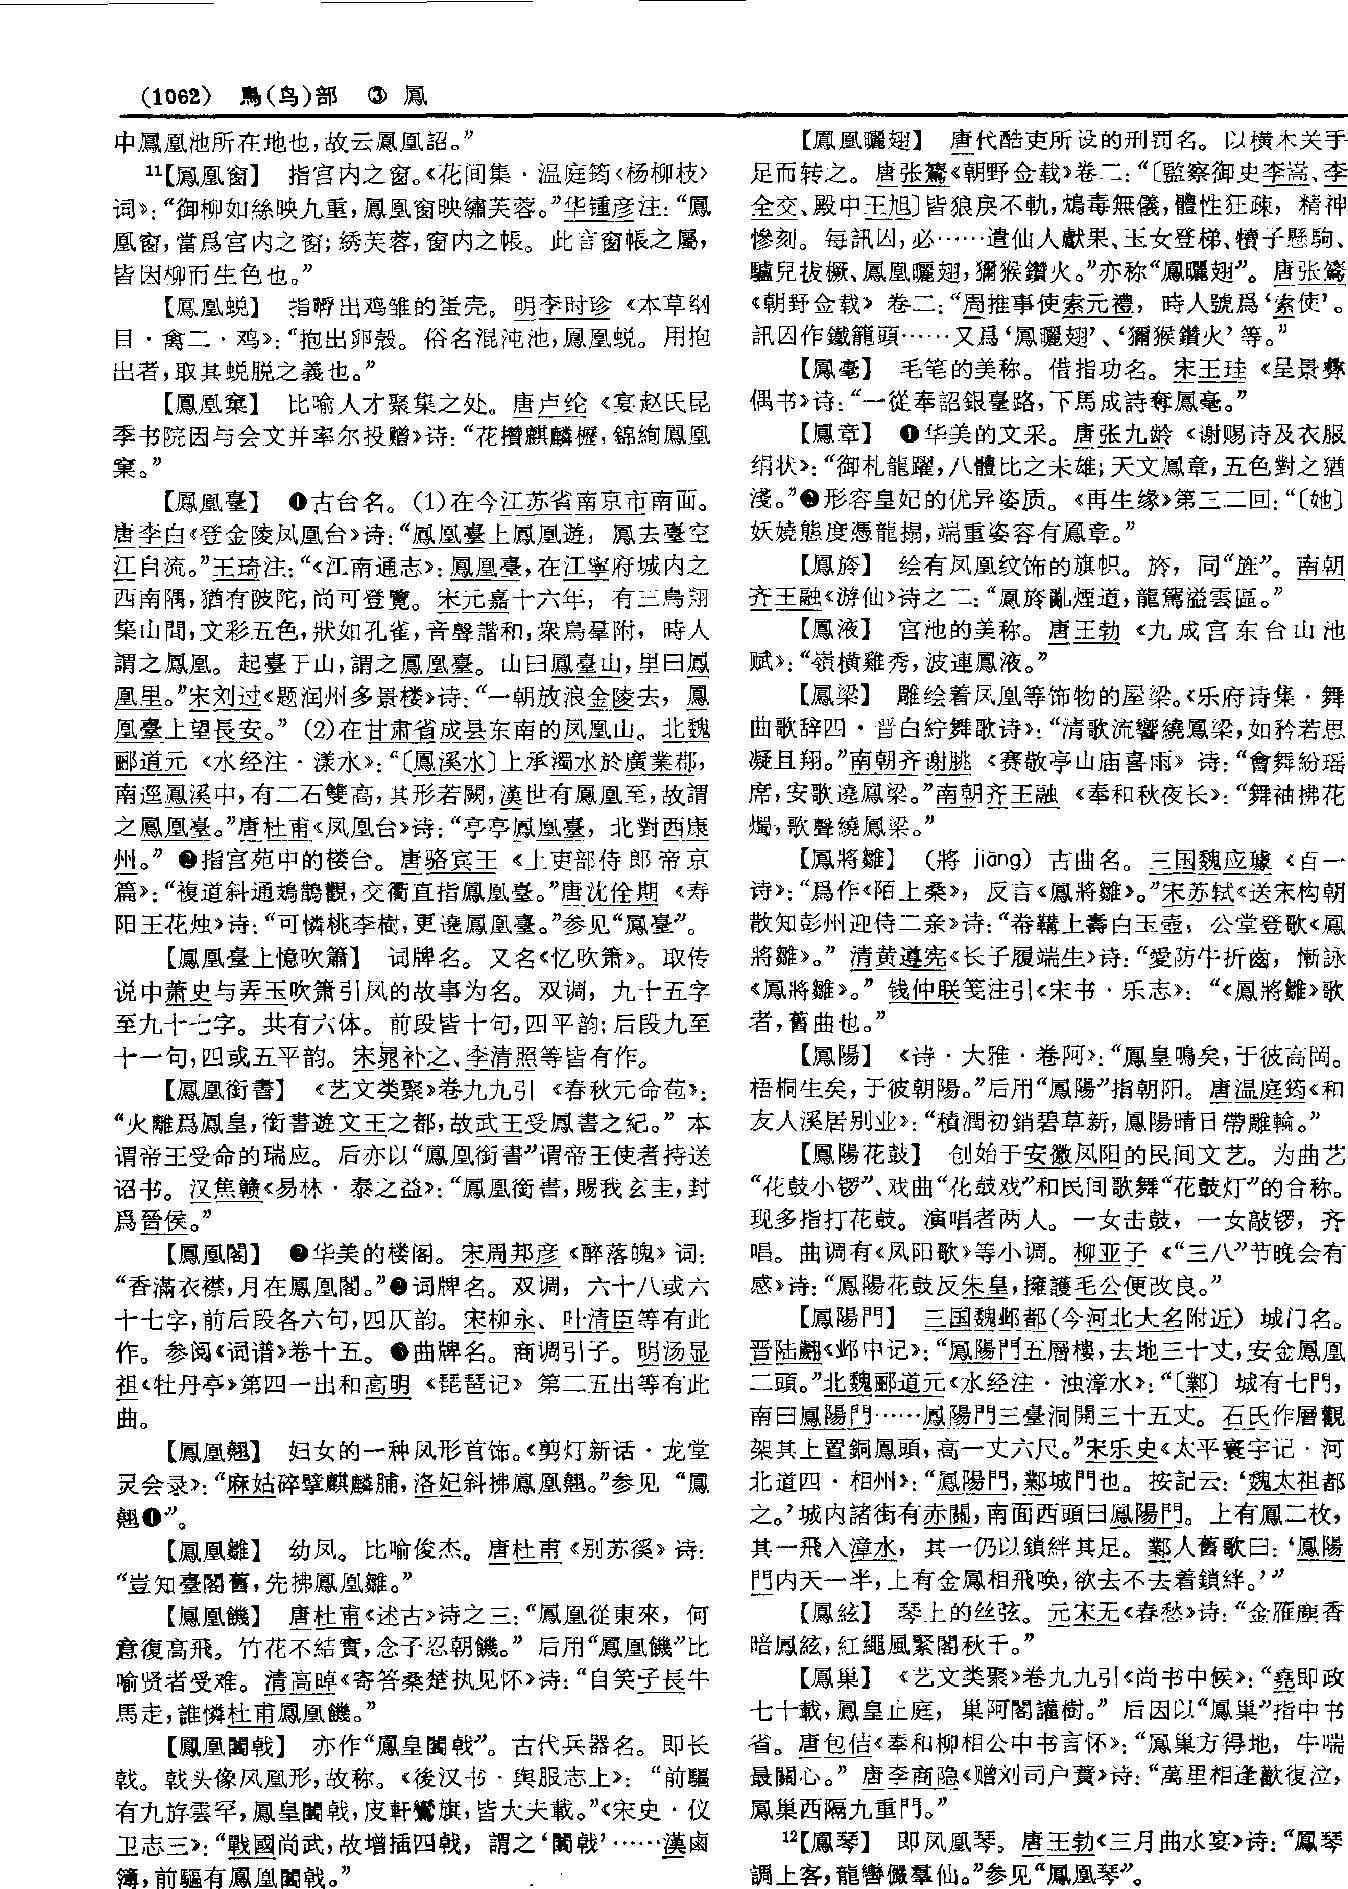 (1062) 鳥(鸟)部 ③ 鳳
中鳳凰池所在地也，故云鳳凰詔。”
11【鳳凰窗】 指宫内之窗。《花间集·温庭筠〈杨柳枝〉
词》：“御柳如絲映九重，鳳凰窗映繡芙蓉。”华锺彦注：“鳳
凰窗，當爲宫内之窗；绣芙蓉，窗内之帳。此言窗帳之屬，
皆因柳而生色也。”
【鳳凰蜕】 指孵出鸡雏的蛋壳。明李时珍《本草纲
目·禽二·鸡》：“抱出卵殼。俗名混沌池，鳳凰蜕。用抱
出者，取其蜕脱之義也。”
【鳳凰窠】 比喻人才聚集之处。唐卢纶《宴赵氏昆
季书院因与会文并率尔投赠》诗：“花攢麒麟櫪，錦絢鳳凰
窠。”
【鳳凰臺】 ❶古台名。(1)在今江苏省南京市南面。
唐李白《登金陵凤凰台》诗：“鳳凰臺上鳳凰遊，鳳去臺空
江自流。”王琦注：“《江南通志》：鳳凰臺，在江寧府城内之
西南隅，猶有陂陀，尚可登覽。宋元嘉十六年，有三鳥翔
集山間，文彩五色，狀如孔雀，音聲諧和，衆鳥羣附，時人
謂之鳳凰。起臺于山，謂之鳳凰臺。山曰鳳臺山，里曰鳳
凰里。”宋刘过《题润州多景楼》诗：“一朝放浪金陵去，鳳
凰臺上望長安。” (2)在甘肃省成县东南的凤凰山。北魏
郦道元《水经注·漾水》：“〔鳳溪水〕上承濁水於廣業郡，
南逕鳳溪中，有二石雙高，其形若闕，漢世有鳳凰至，故謂
之鳳凰臺。”唐杜甫《凤凰台》诗：“亭亭鳳凰臺，北對西康
州。” ❷指宫苑中的楼台。唐骆宾王《上吏部侍郎帝京
篇》：“複道斜通鳷鹊觀，交衢直指鳳凰臺。”唐沈佺期《寿
阳王花烛》诗：“可憐桃李樹，更遶鳳凰臺。”参见“鳳臺”。
【鳳凰臺上憶吹簫】 词牌名。又名《忆吹箫》。取传
说中萧史与弄玉吹箫引凤的故事为名。双调，九十五字
至九十七字。共有六体。前段皆十句，四平韵；后段九至
十一句，四或五平韵。宋晁补之、李清照等皆有作。
【鳳凰銜書】 《艺文类聚》卷九九引《春秋元命苞》：
“火離爲鳳皇，銜書遊文王之都，故武王受鳳書之紀。”本
谓帝王受命的瑞应。后亦以“鳳凰銜書”谓帝王使者持送
诏书。汉焦赣《易林·泰之益》：“鳳凰銜書，賜我玄圭，封
爲晉侯。”
【鳳凰閣】 ❷华美的楼阁。宋周邦彦《醉落魄》词：
“香滿衣襟，月在鳳凰閣。”❷词牌名。双调，六十八或六
十七字，前后段各六句，四仄韵。宋柳永、叶清臣等有此
作。参阅《词谱》卷十五。❸曲牌名。商调引子。明汤显
祖《牡丹亭》第四一出和高明《琵琶记》第二五出等有此
曲。
【鳳凰翹】 妇女的一种凤形首饰。《剪灯新话·龙堂
灵会录》：“麻姑碎擘麒麟脯，洛妃斜拂鳳凰翹。”参见“鳳
翹❶”。
【鳳凰雛】 幼凤。比喻俊杰。唐杜甫《别苏徯》诗：
“豈知臺閣舊，先拂鳳凰雛。”
【鳳凰饑】 唐杜甫《述古》诗之三：“鳳凰從東來，何
意復高飛。竹花不結實，念子忍朝饑。”后用“鳳凰饑”比
喻贤者受难。清高晫《寄答桑楚执见怀》诗：“自笑子長牛
馬走，誰憐杜甫鳳凰饑。”
【鳳凰闟戟】 亦作“鳳皇闟戟”。古代兵器名。即长
戟。戟头像凤凰形，故称。《後汉书·舆服志上》：“前驅
有九斿雲罕，鳳皇闟戟，皮軒鸞旗，皆大夫載。”《宋史·仪
卫志三》：“戰國尚武，故增插四戟，謂之‘闟戟’……漢鹵
簿，前驅有鳳凰闟戟。”
【鳳凰曬翅】 唐代酷吏所设的刑罚名。以横木关手
足而转之。唐张鷟《朝野佥载》卷二：“〔監察御史李嵩、李
全交、殿中王旭〕皆狼戾不軌，鴆毒無儀，體性狂疎，精神
慘刻。每訊囚，必……遣仙人獻果、玉女登梯、犢子懸駒、
驢兒拔橛、鳳凰曬翅，獼猴鑽火。”亦称“鳳曬翅”。唐张鷟
《朝野佥载》卷二：“周推事使索元禮，時人號爲‘索使’。
訊囚作鐵籠頭……又爲‘鳳曬翅’、‘獼猴鑽火’等。”
【鳳毫】 毛笔的美称。借指功名。宋王珪《呈景彝
偶书》诗：“一從奉詔銀臺路，下馬成詩奪鳳毫。”
【鳳章】 ❶华美的文采。唐张九龄《谢赐诗及衣服
绢状》：“御札龍躍，八體比之未雄；天文鳳章，五色對之猶
淺。”❷形容皇妃的优异姿质。《再生缘》第三二回：“〔她〕
妖嬈態度憑龍搨，端重姿容有鳳章。”
【鳳旍】 绘有凤凰纹饰的旗帜。旍，同“旌”。南朝
齐王融《游仙》诗之二：“鳳旍亂煙道，龍駕溢雲區。”
【鳳液】 宫池的美称。唐王勃《九成宫东台山池
赋》：“嶺横雞秀，波連鳳液。”
【鳳梁】 雕绘着凤凰等饰物的屋梁。《乐府诗集·舞
曲歌辞四·晋白紵舞歌诗》：“清歌流響繞鳳梁，如矜若思
凝且翔。”南朝齐谢朓《赛敬亭山庙喜雨》诗：“會舞紛瑶
席，安歌遶鳳梁。”南朝齐王融《奉和秋夜长》：“舞袖拂花
燭，歌聲繞鳳梁。”
【鳳將雛】 (將 jiāng) 古曲名。三国魏应璩《百一
诗》：“爲作《陌上桑》，反言《鳳將雛》。”宋苏轼《送宋构朝
散知彭州迎侍二亲》诗：“帣韝上壽白玉壺，公堂登歌《鳳
將雛》。”清黄遵宪《长子履端生》诗：“愛防牛折齒，慚詠
《鳳將雛》。”钱仲联笺注引《宋书·乐志》：“《鳳將雛》歌
者，舊曲也。”
【鳳陽】 《诗·大雅·卷阿》：“鳳皇鳴矣，于彼高岡。
梧桐生矣，于彼朝陽。”后用“鳳陽”指朝阳。唐温庭筠《和
友人溪居别业》：“積潤初銷碧草新，鳳陽晴日帶雕輪。”
【鳳陽花鼓】 创始于安徽凤阳的民间文艺。为曲艺
“花鼓小锣”、戏曲“花鼓戏”和民间歌舞“花鼓灯”的合称。
现多指打花鼓。演唱者两人。一女击鼓，一女敲锣，齐
唱。曲调有《凤阳歌》等小调。柳亚子《“三八”节晚会有
感》诗：“鳳陽花鼓反朱皇，擁護毛公便改良。”
【鳳陽門】 三国魏邺都(今河北大名附近)城门名。
晋陆翽《邺中记》：“鳳陽門五層樓，去地三十丈，安金鳳凰
二頭。”北魏郦道元《水经注·浊漳水》：“〔鄴〕城有七門，
南曰鳳陽門……鳳陽門三臺洞開三十五丈。石氏作層觀
架其上置銅鳳頭，高一丈六尺。”宋乐史《太平寰宇记·河
北道四·相州》：“鳳陽門，鄴城門也。按記云：‘魏太祖都
之。’城内諸街有赤闕，南面西頭曰鳳陽門。上有鳳二枚，
其一飛入漳水，其一仍以鎖絆其足。鄴人舊歌曰：‘鳳陽
門内天一半，上有金鳳相飛唤，欲去不去着鎖絆。’”
【鳳絃】 琴上的丝弦。元宋无《春愁》诗：“金雁塵香
暗鳳絃，紅繩風緊閣秋千。”
【鳳巢】 《艺文类聚》卷九九引《尚书中候》：“堯即政
七十載，鳳皇止庭，巢阿閣讙樹。”后因以“鳳巢”指中书
省。唐包佶《奉和柳相公中书言怀》：“鳳巢方得地，牛喘
最關心。”唐李商隐《赠刘司户蕡》诗：“萬里相逢歡復泣，
鳳巢西隔九重門。”
12【鳳琴】 即凤凰琴。唐王勃《三月曲水宴》诗：“鳳琴
調上客，龍轡儼羣仙。”参见“鳳凰琴”。